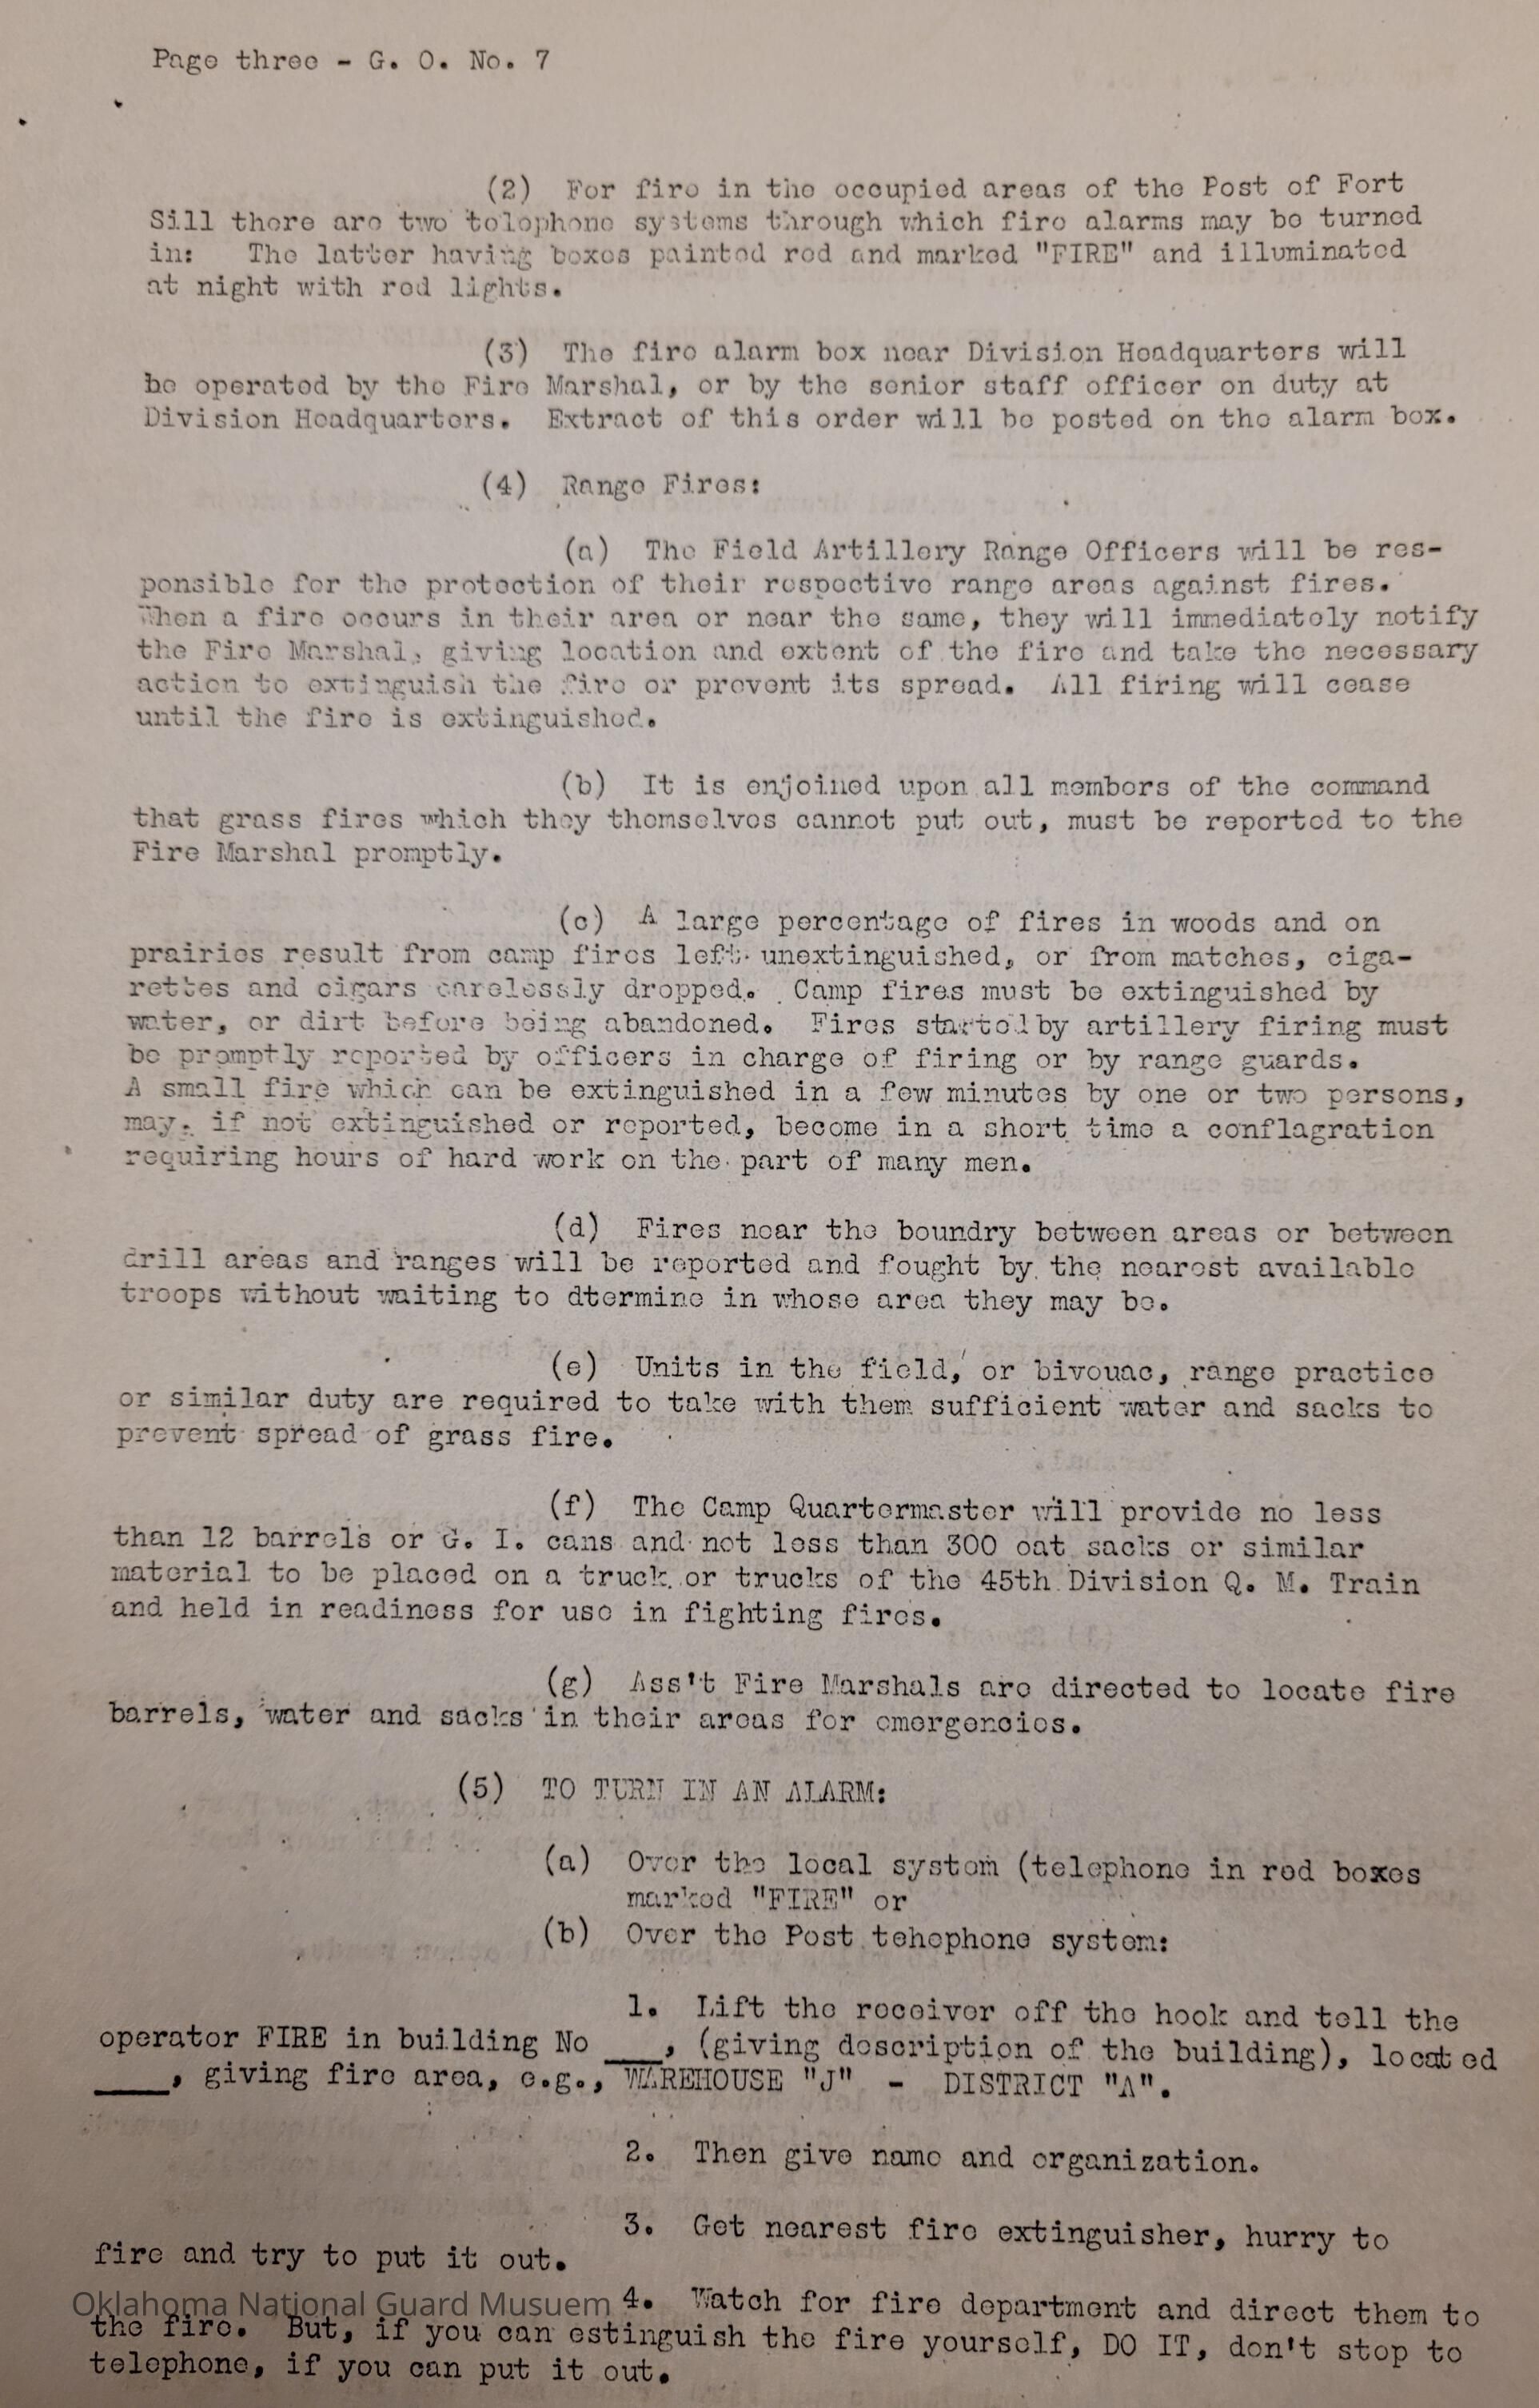 Page three - G. O. No. 7
(2) For fire in the occupied areas of the Post of Fort
Sill there are two telephone systems through which fire alarms may be turned
in: The latter having boxes painted red and marked "FIRE" and illuminated
at night with red lights.
(3) The fire alarm box near Division Headquarters will
be operated by the Fire Marshal, or by the senior staff officer on duty at
Division Headquarters. Extract of this order will be posted on the alarm box.
(4) Range Fires:
(a) The Field Artillery Range Officers will be res-
ponsible for the protection of their respective range areas against fires.
When a fire occurs in their area or near the same, they will immediately notify
the Fire Marshal, giving location and extent of the fire and take the necessary
action to extinguish the fire or prevent its spread. All firing will cease
until the fire is extinguished.
(b) It is enjoined upon all members of the command
that grass fires which they themselves cannot put out, must be reported to the
Fire Marshal promptly.
(c) A large percentage of fires in woods and on
prairies result from camp fires left unextinguished, or from matches, ciga-
rettes and cigars carelessly dropped. Camp fires must be extinguished by
water, or dirt before being abandoned. Fires started by artillery firing must
be promptly reported by officers in charge of firing or by range guards.
A small fire which can be extinguished in a few minutes by one or two persons,
may, if not extinguished or reported, become in a short time a conflagration
requiring hours of hard work on the part of many men.
(d) Fires near the boundry between areas or between
drill areas and ranges will be reported and fought by the nearest available
troops without waiting to dtermine in whose area they may be.
(e) Units in the field, or bivouac, range practice
or similar duty are required to take with them sufficient water and sacks to
prevent spread of grass fire.
(f) The Camp Quartermaster will provide no less
than 12 barrels or G. I. cans and not less than 300 oat sacks or similar
material to be placed on a truck or trucks of the 45th Division Q. M. Train
and held in readiness for use in fighting fires.
(g) Ass't Fire Marshals are directed to locate fire
barrels, water and sacks in their areas for emergencies.
(5) TO TURN IN AN ALARM:
(a) Over the local system (telephone in red boxes
marked "FIRE" or
(b) Over the Post tehephone system:
1. Lift the receiver off the hook and tell the
operator FIRE in building No ___, (giving description of the building), located
____, giving fire area, e.g., WAREHOUSE "J" - DISTRICT "A".
2. Then give name and organization.
3. Get nearest fire extinguisher, hurry to
fire and try to put it out.
Oklahoma National Guard Musuem
4. Watch for fire department and direct them to
the fire. But, if you can estinguish the fire yourself, DO IT, don't stop to
telephone, if you can put it out.